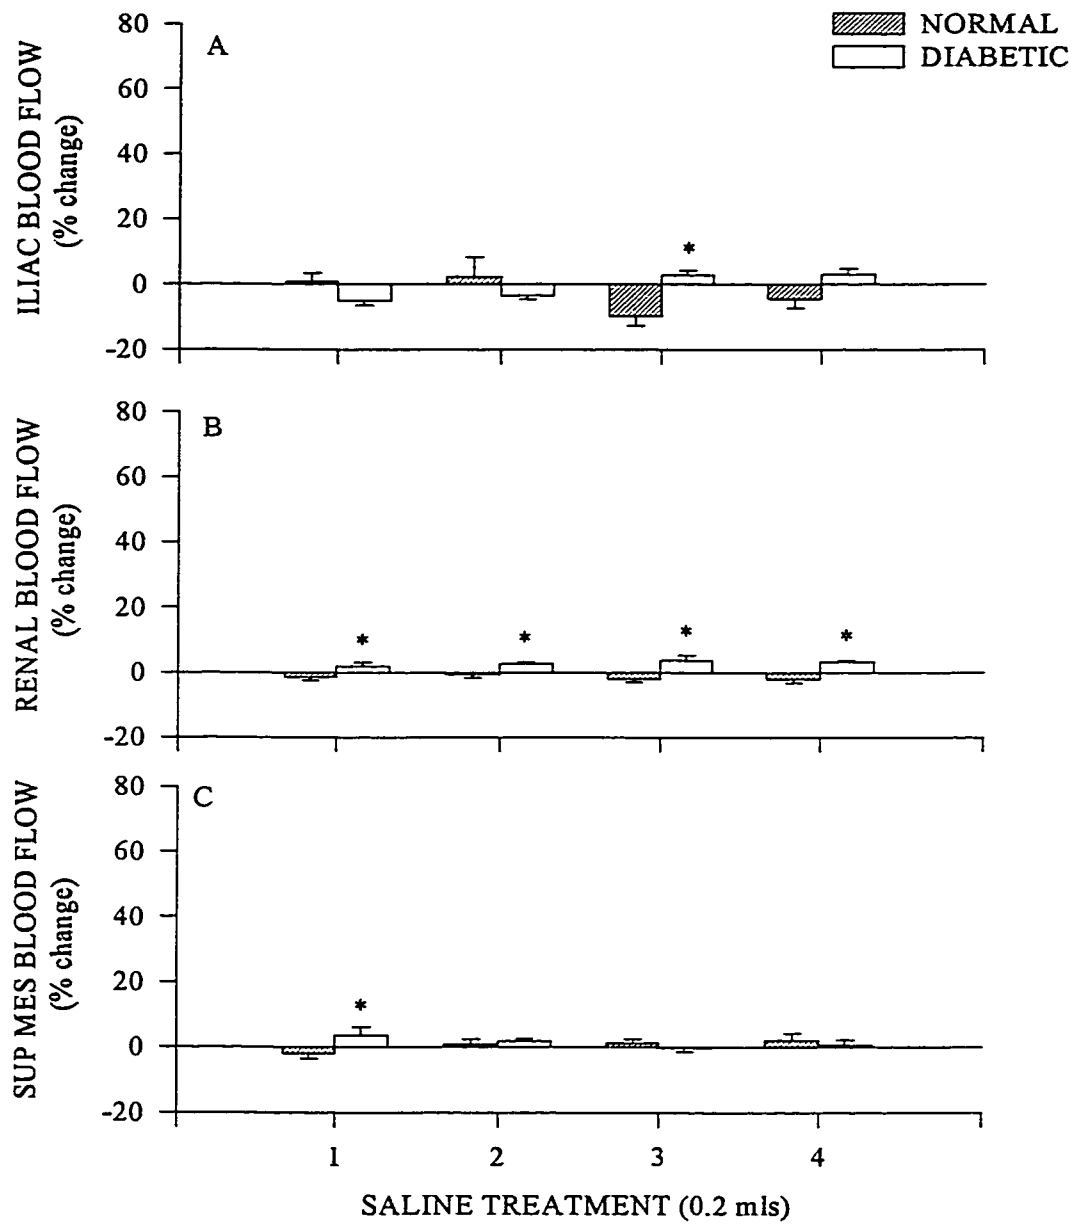 NORMAL
DIABETIC
A
ILIAC BLOOD FLOW
(% change)
80
60
40
20
0
-20
*
B
RENAL BLOOD FLOW
(% change)
80
60
40
20
0
-20
* * * *
C
SUP MES BLOOD FLOW
(% change)
80
60
40
20
0
-20
*
1 2 3 4
SALINE TREATMENT (0.2 mls)